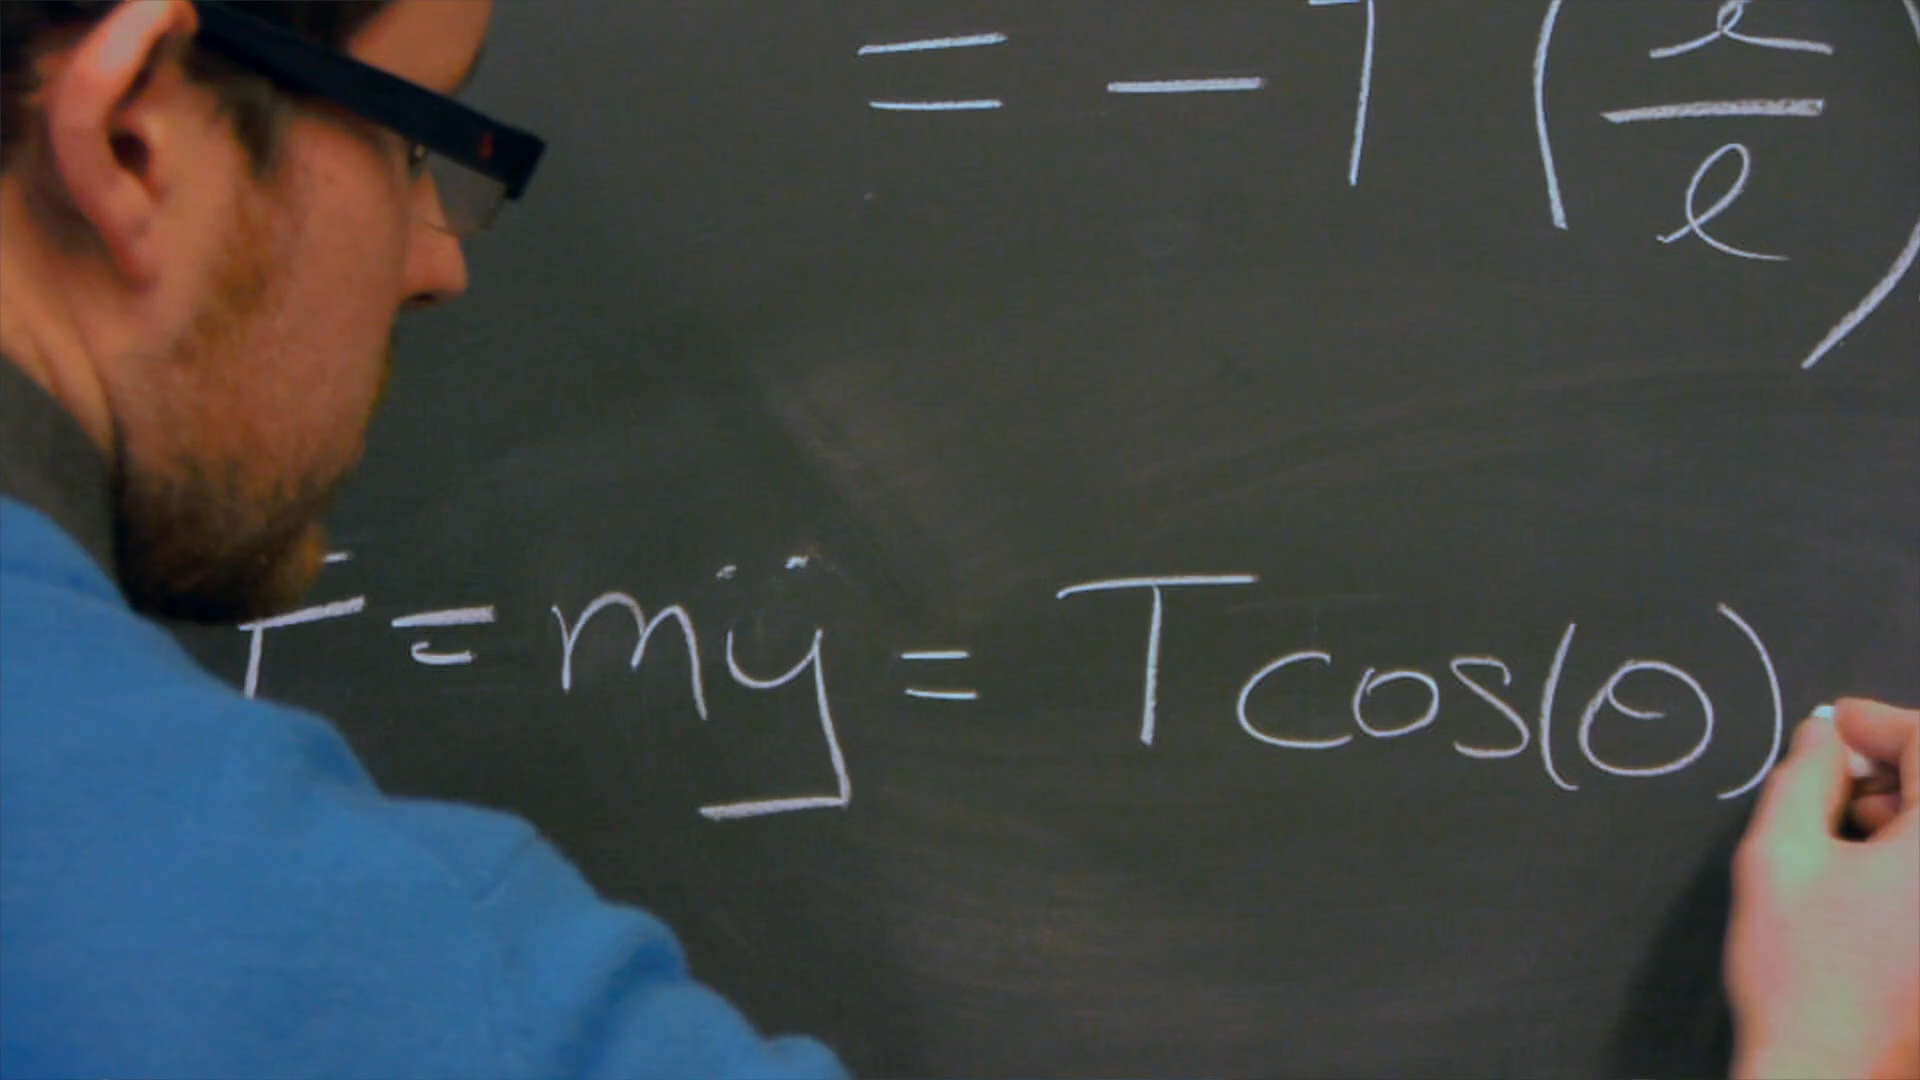 = - T (ℓ/ℓ)
F = mÿ = T cos(θ)